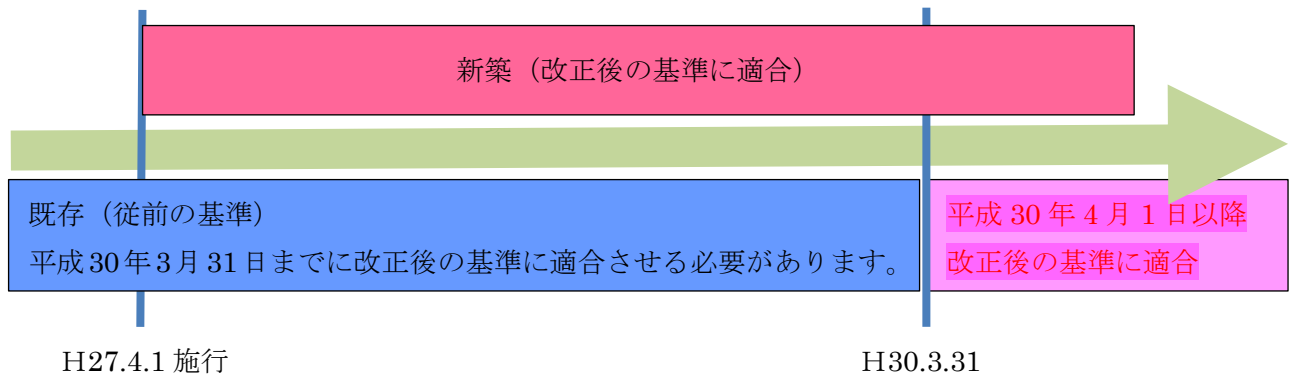 新築（改正後の基準に適合）
既存（従前の基準）
平成30年3月31日までに改正後の基準に適合させる必要があります。
平成30年4月1日以降
改正後の基準に適合
H27.4.1施行
H30.3.31